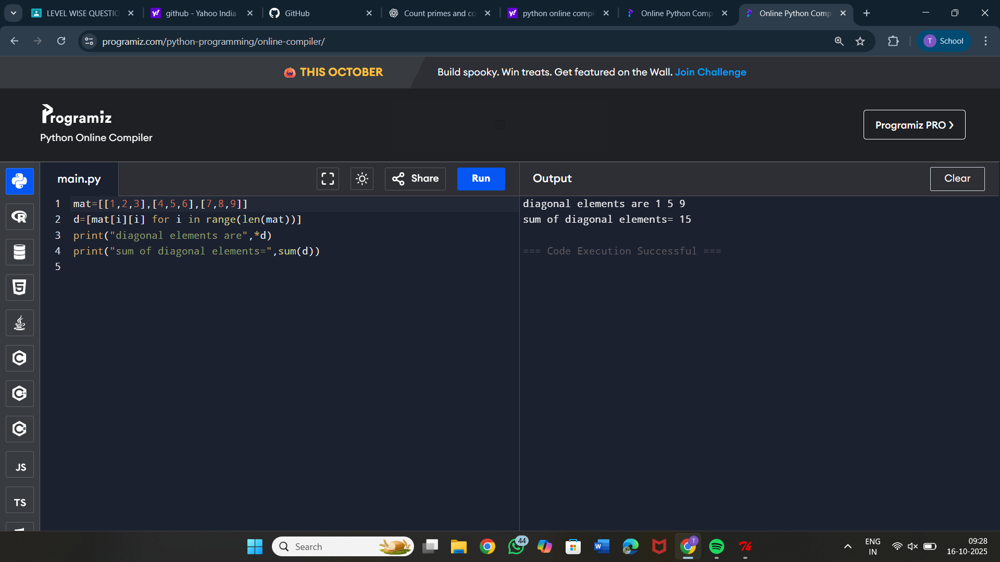 LEVEL WISE QUESTIO
github - Yahoo India
GitHub
Count primes and co
python online compi
Online Python Comp
Online Python Comp
programiz.com/python-programming/online-compiler/
T School
THIS OCTOBER
Build spooky. Win treats. Get featured on the Wall. Join Challenge
Programiz
Python Online Compiler
Programiz PRO ❯
main.py
Share
Run
Output
Clear
1 mat=[[1,2,3],[4,5,6],[7,8,9]]
2 d=[mat[i][i] for i in range(len(mat))]
3 print("diagonal elements are",*d)
4 print("sum of diagonal elements=",sum(d))
5
diagonal elements are 1 5 9
sum of diagonal elements= 15
=== Code Execution Successful ===
R
5
C
C++
C#
JS
TS
Search
44
W
T
ENG
IN
09:28
16-10-2025